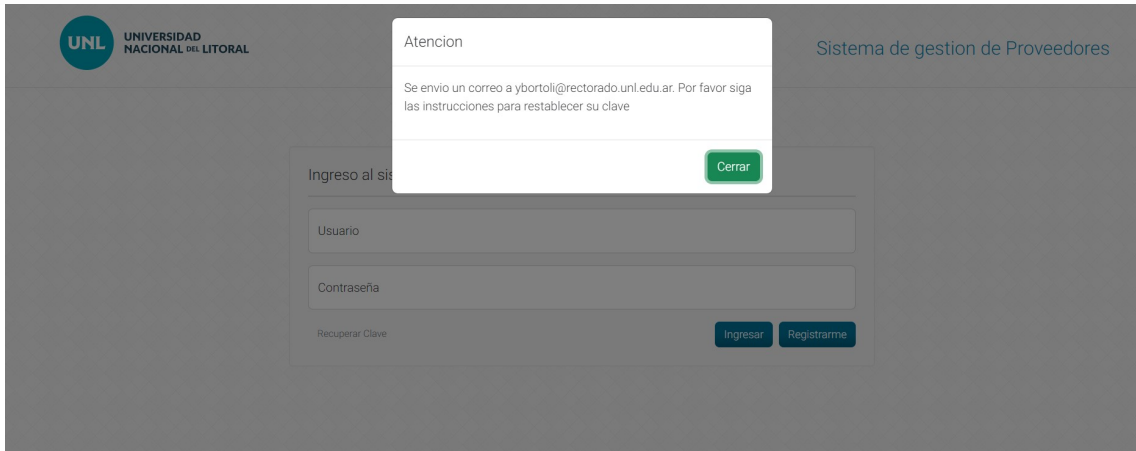 UNL
UNIVERSIDAD
NACIONAL DEL LITORAL
Sistema de gestion de Proveedores
Atencion
Se envio un correo a ybortoli@rectorado.unl.edu.ar. Por favor siga
las instrucciones para restablecer su clave
Cerrar
Ingreso al sis
Usuario
Contraseña
Recuperar Clave
Ingresar
Registrarme